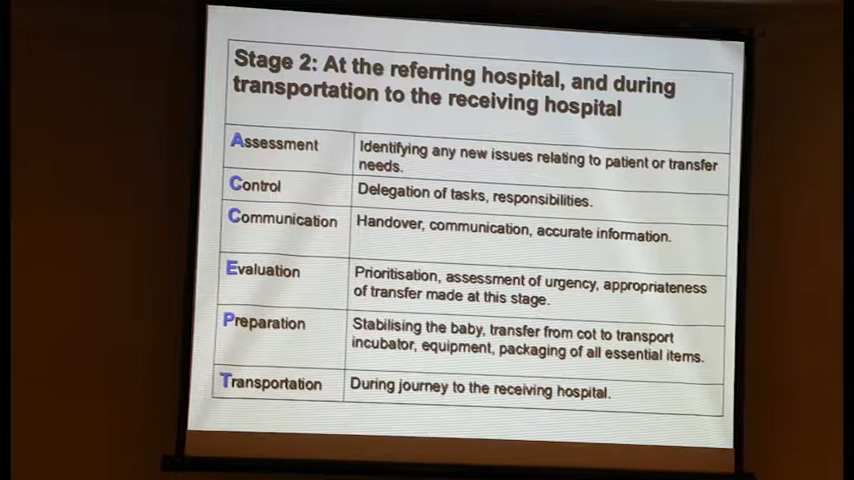 Stage 2: At the referring hospital, and during
transportation to the receiving hospital
Assessment
Identifying any new issues relating to patient or transfer
needs.
Control
Delegation of tasks, responsibilities.
Communication
Handover, communication, accurate information.
Evaluation
Prioritisation, assessment of urgency, appropriateness
of transfer made at this stage.
Preparation
Stabilising the baby, transfer from cot to transport
incubator, equipment, packaging of all essential items.
Transportation
During journey to the receiving hospital.